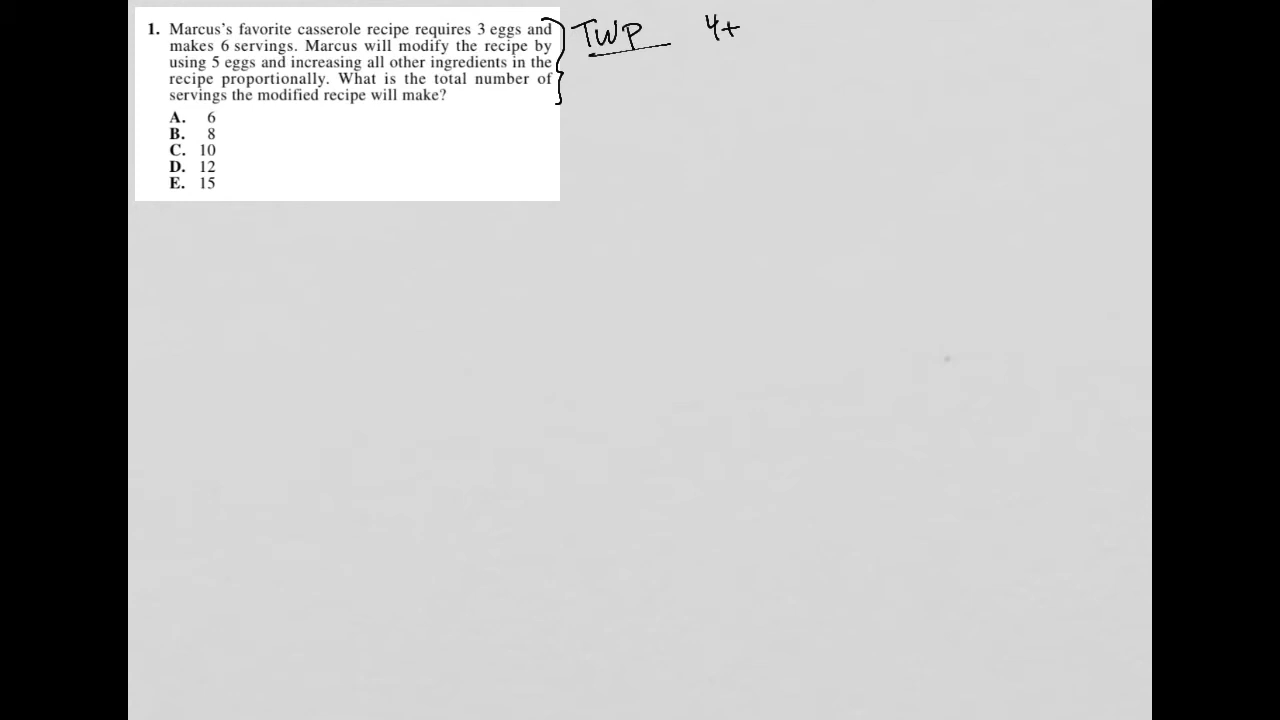 1. Marcus's favorite casserole recipe requires 3 eggs and
makes 6 servings. Marcus will modify the recipe by
using 5 eggs and increasing all other ingredients in the
recipe proportionally. What is the total number of
servings the modified recipe will make?
A. 6
B. 8
C. 10
D. 12
E. 15
TWP 4+